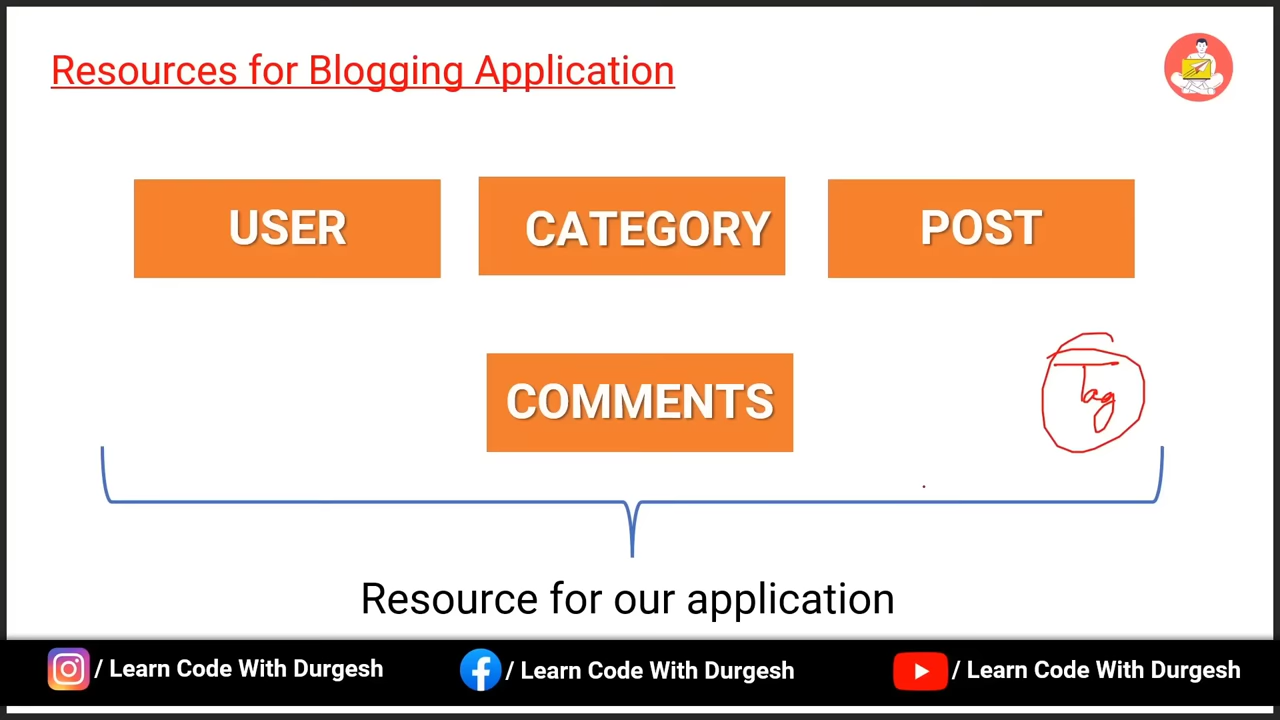 Resources for Blogging Application
USER
CATEGORY
POST
COMMENTS
Tag
Resource for our application
/ Learn Code With Durgesh
/ Learn Code With Durgesh
/ Learn Code With Durgesh